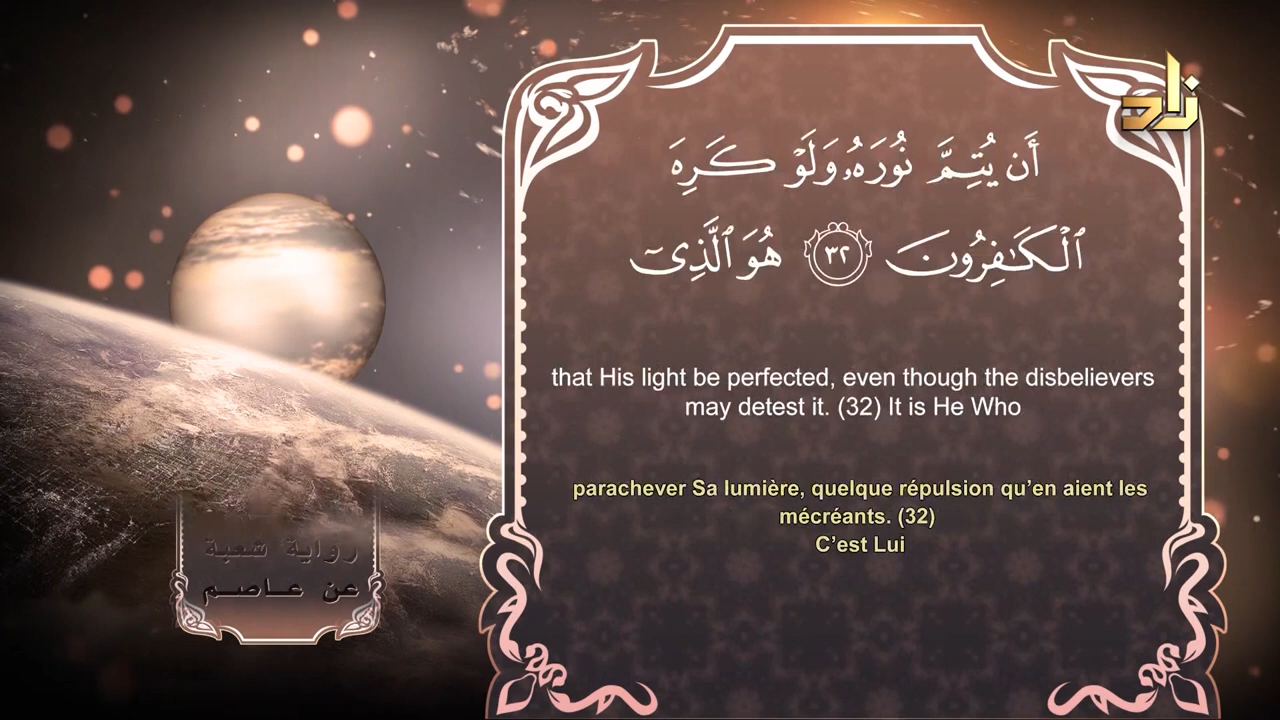 زاد
أَن يُتِمَّ نُورَهُۥ وَلَوۡ كَرِهَ
ٱلۡكَـٰفِرُونَ ٣٢ هُوَ ٱلَّذِيٓ
that His light be perfected, even though the disbelievers
may detest it. (32) It is He Who
parachever Sa lumière, quelque répulsion qu’en aient les
mécréants. (32)
C’est Lui
رواية شعبة
عن عاصم